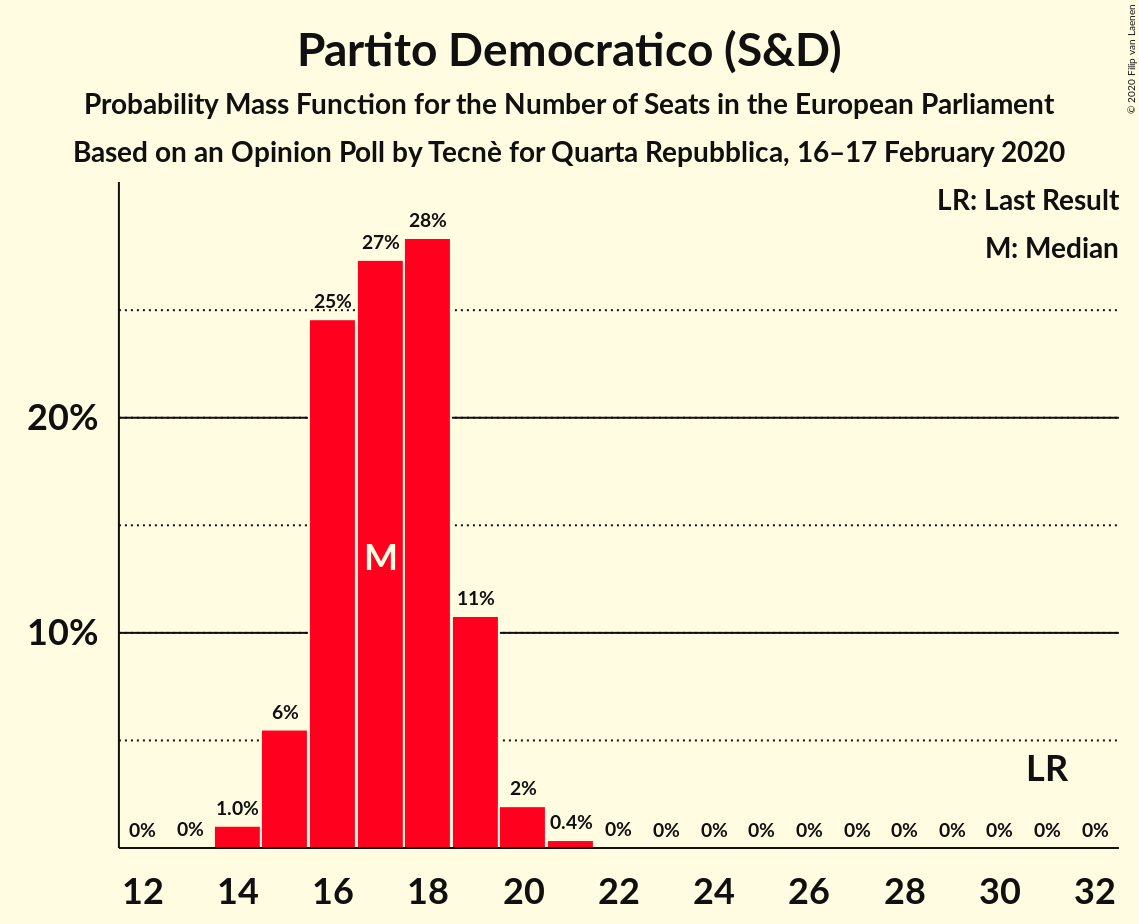 Partito Democratico (S&D)
Probability Mass Function for the Number of Seats in the European Parliament
Based on an Opinion Poll by Tecnè for Quarta Repubblica, 16–17 February 2020
© 2020 Filip van Laenen
LR: Last Result
M: Median
20%
10%
0% 0% 1.0% 6% 25% 27% 28% 11% 2% 0.4% 0% 0% 0% 0% 0% 0% 0% 0% 0% 0% 0%
M
LR
12 14 16 18 20 22 24 26 28 30 32